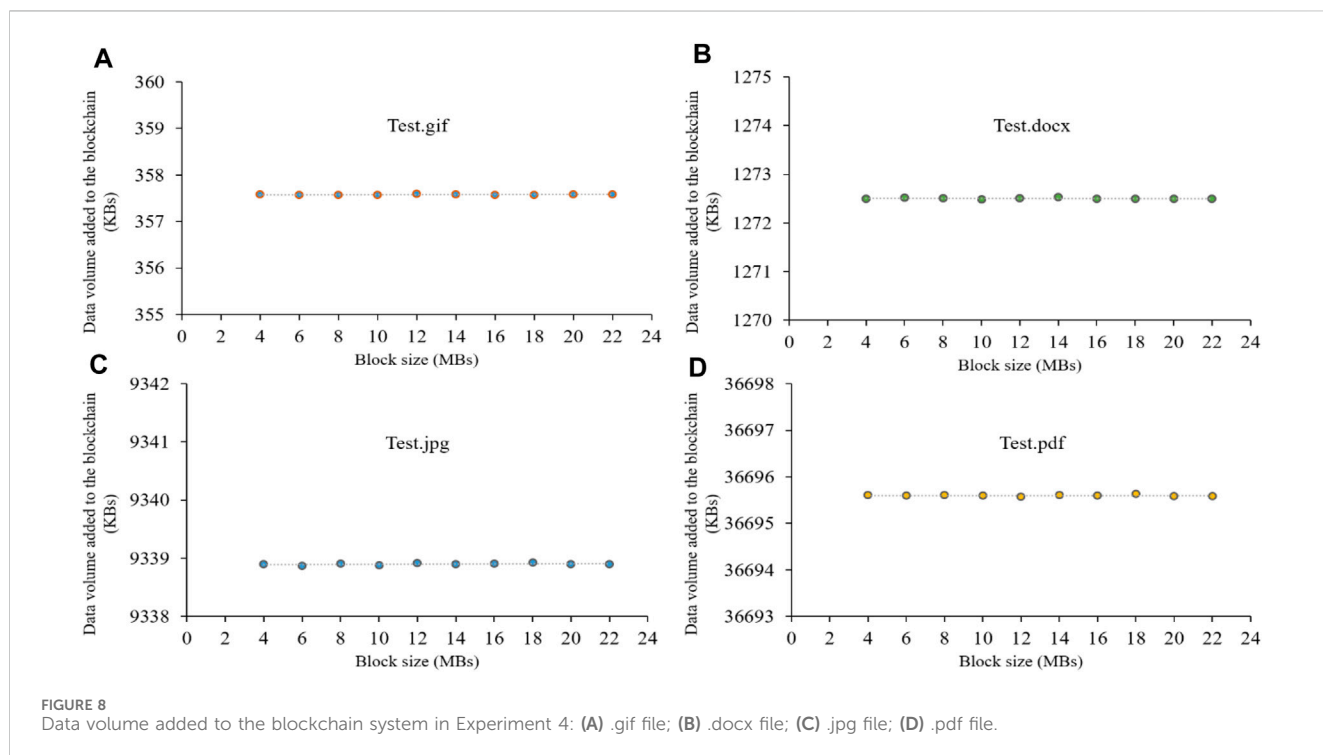 A
Data volume added to the blockchain
(KBs)
360
359
358
357
356
355
Test.gif
0 2 4 6 8 10 12 14 16 18 20 22 24
Block size (MBs)
B
Data volume added to the blockchain
(KBs)
1275
1274
1273
1272
1271
1270
Test.docx
0 2 4 6 8 10 12 14 16 18 20 22 24
Block size (MBs)
C
Data volume added to the blockchain
(KBs)
9342
9341
9340
9339
9338
Test.jpg
0 2 4 6 8 10 12 14 16 18 20 22 24
Block size (MBs)
D
Data volume added to the blockchain
(KBs)
36698
36697
36696
36695
36694
36693
Test.pdf
0 2 4 6 8 10 12 14 16 18 20 22 24
Block size (MBs)
FIGURE 8
Data volume added to the blockchain system in Experiment 4: (A) .gif file; (B) .docx file; (C) .jpg file; (D) .pdf file.